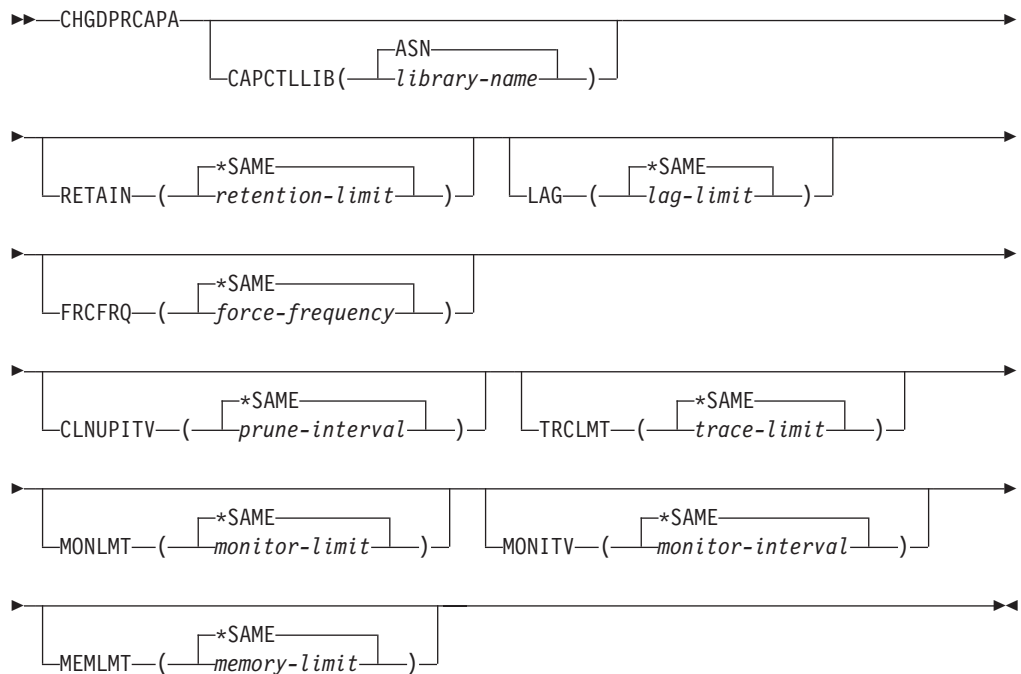 CHGDPRCAPA
ASN
CAPCTLLIB( library-name )
*SAME *SAME
RETAIN ( retention-limit ) LAG ( lag-limit )
*SAME
FRCFRQ ( force-frequency )
*SAME *SAME
CLNUPITV ( prune-interval ) TRCLMT ( trace-limit )
*SAME *SAME
MONLMT ( monitor-limit ) MONITV ( monitor-interval )
*SAME
MEMLMT ( memory-limit )